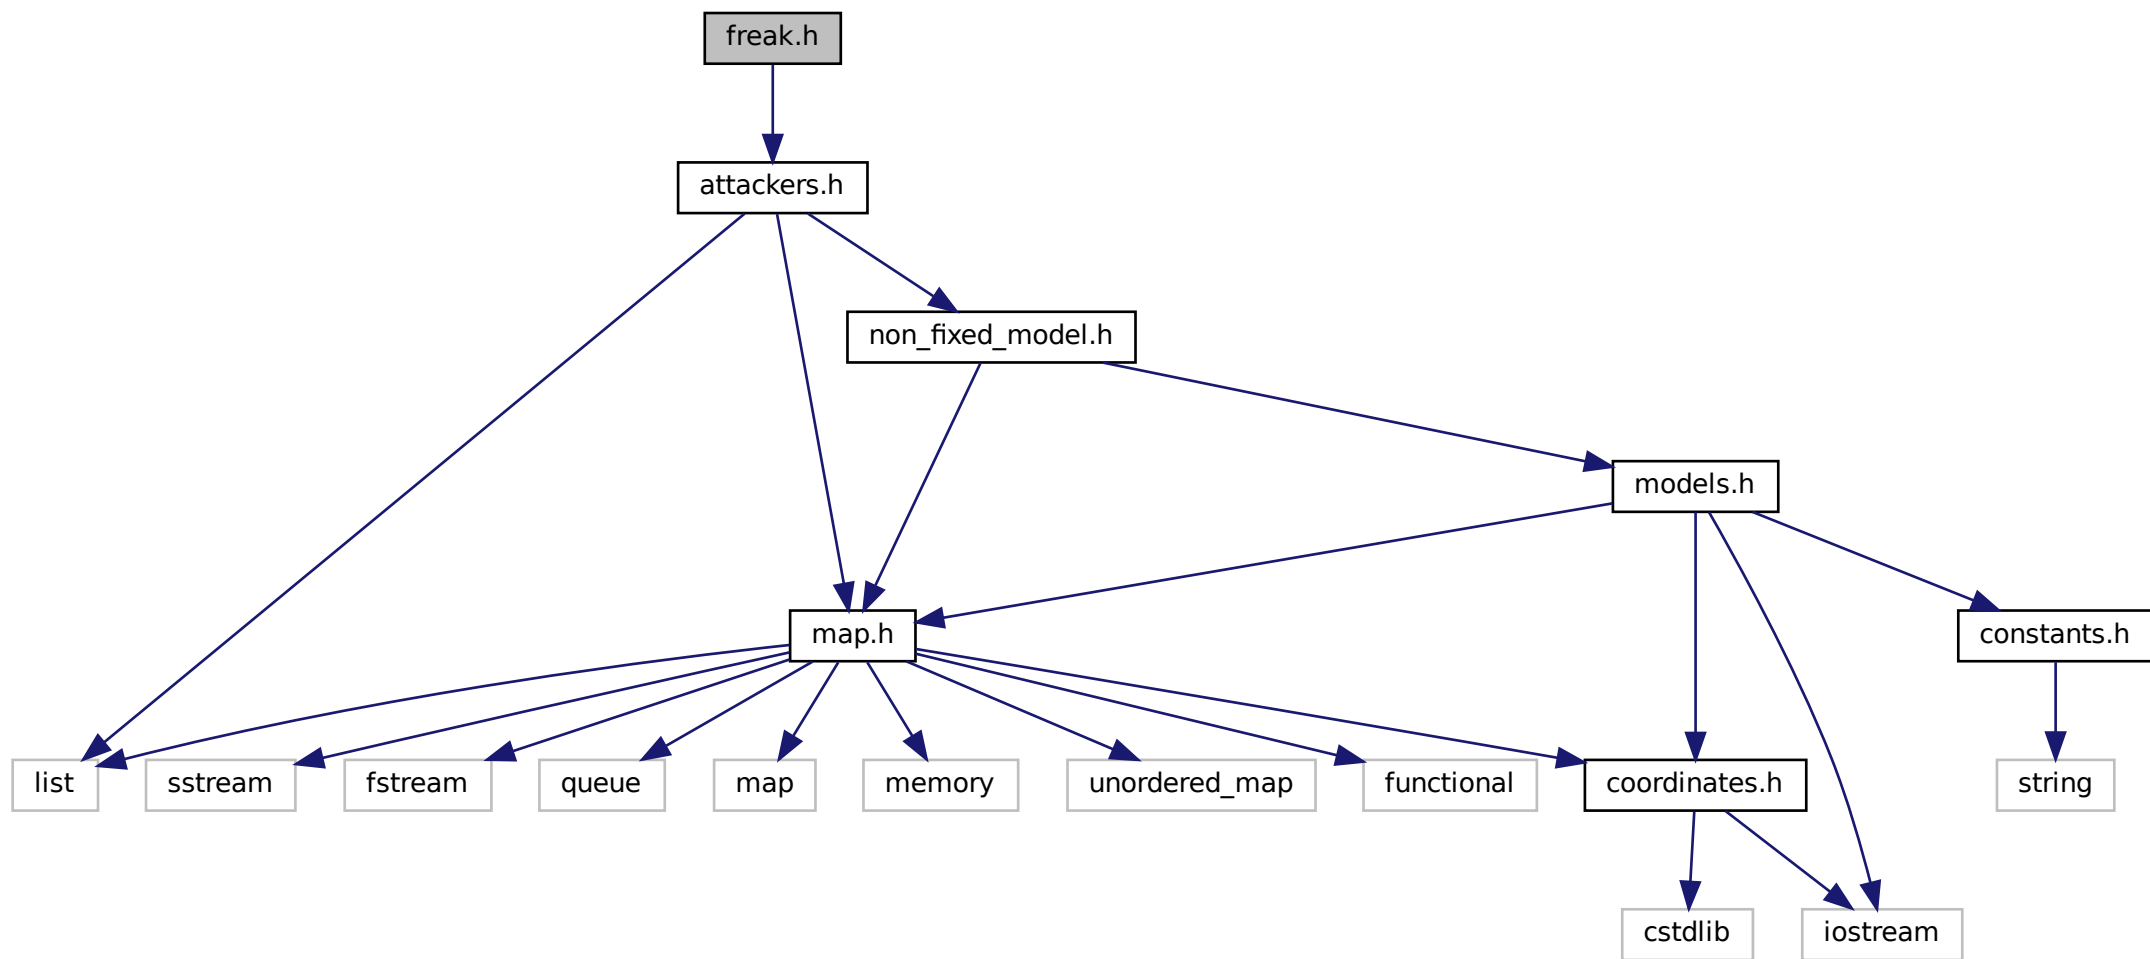 freak.h
attackers.h
non_fixed_model.h
models.h
map.h
constants.h
list
sstream
fstream
queue
map
memory
unordered_map
functional
coordinates.h
string
cstdlib
iostream